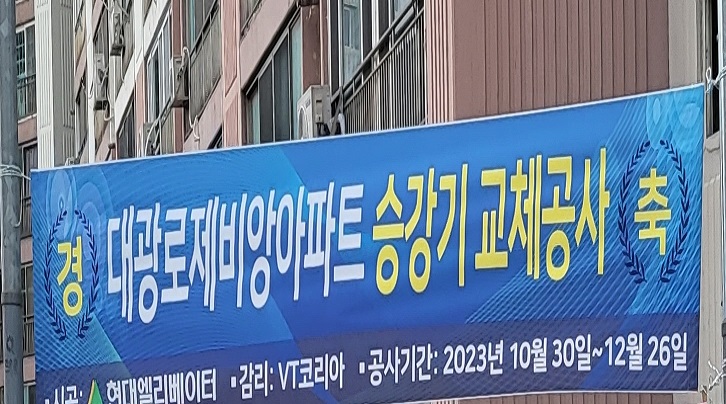 경 대광로제비앙아파트 승강기 교체공사 축
▪시공: 현대엘리베이터 ▪감리: VT코리아 ▪공사기간: 2023년 10월 30일~12월 26일